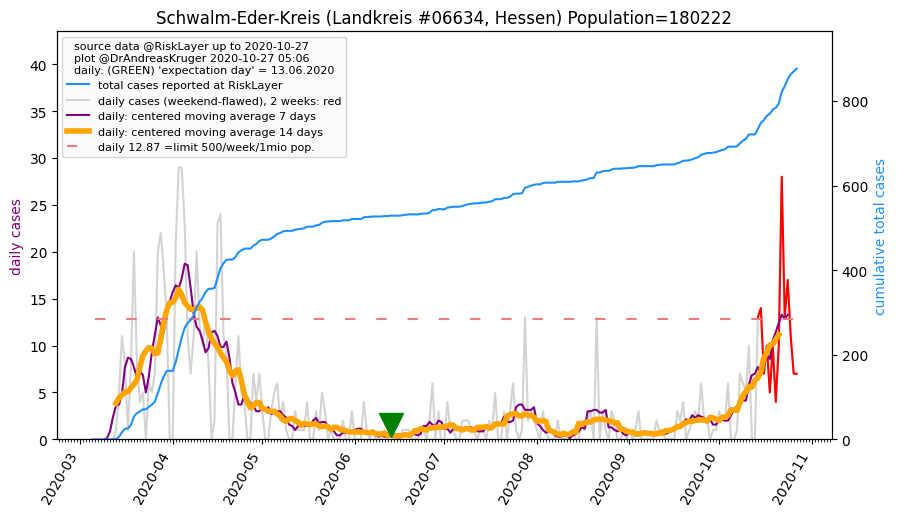 Schwalm-Eder-Kreis (Landkreis #06634, Hessen) Population=180222
source data @RiskLayer up to 2020-10-27
plot @DrAndreasKruger 2020-10-27 05:06
daily: (GREEN) 'expectation day' = 13.06.2020
total cases reported at RiskLayer
daily cases (weekend-flawed), 2 weeks: red
daily: centered moving average 7 days
daily: centered moving average 14 days
daily 12.87 =limit 500/week/1mio pop.
daily cases
40
35
30
25
20
15
10
5
0
800
600
400
200
0
cumulative total cases
2020-03
2020-04
2020-05
2020-06
2020-07
2020-08
2020-09
2020-10
2020-11